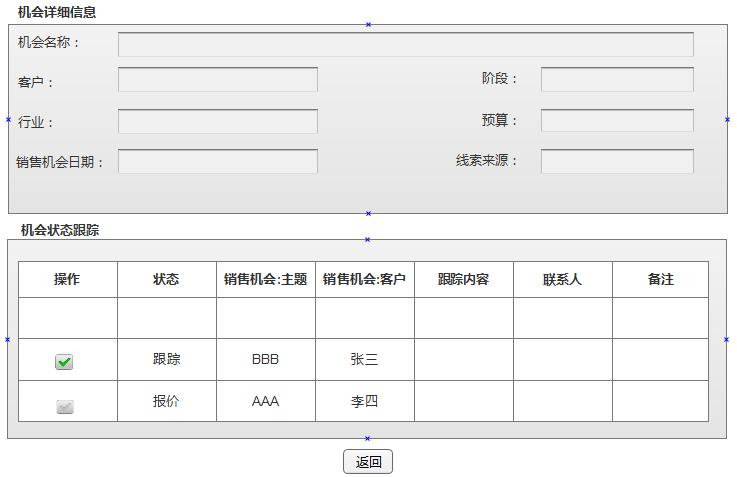 机会详细信息
机会名称：
客户： 阶段：
行业： 预算：
销售机会日期： 线索来源：
机会状态跟踪
操作 状态 销售机会:主题 销售机会:客户 跟踪内容 联系人 备注
跟踪 BBB 张三
报价 AAA 李四
返回